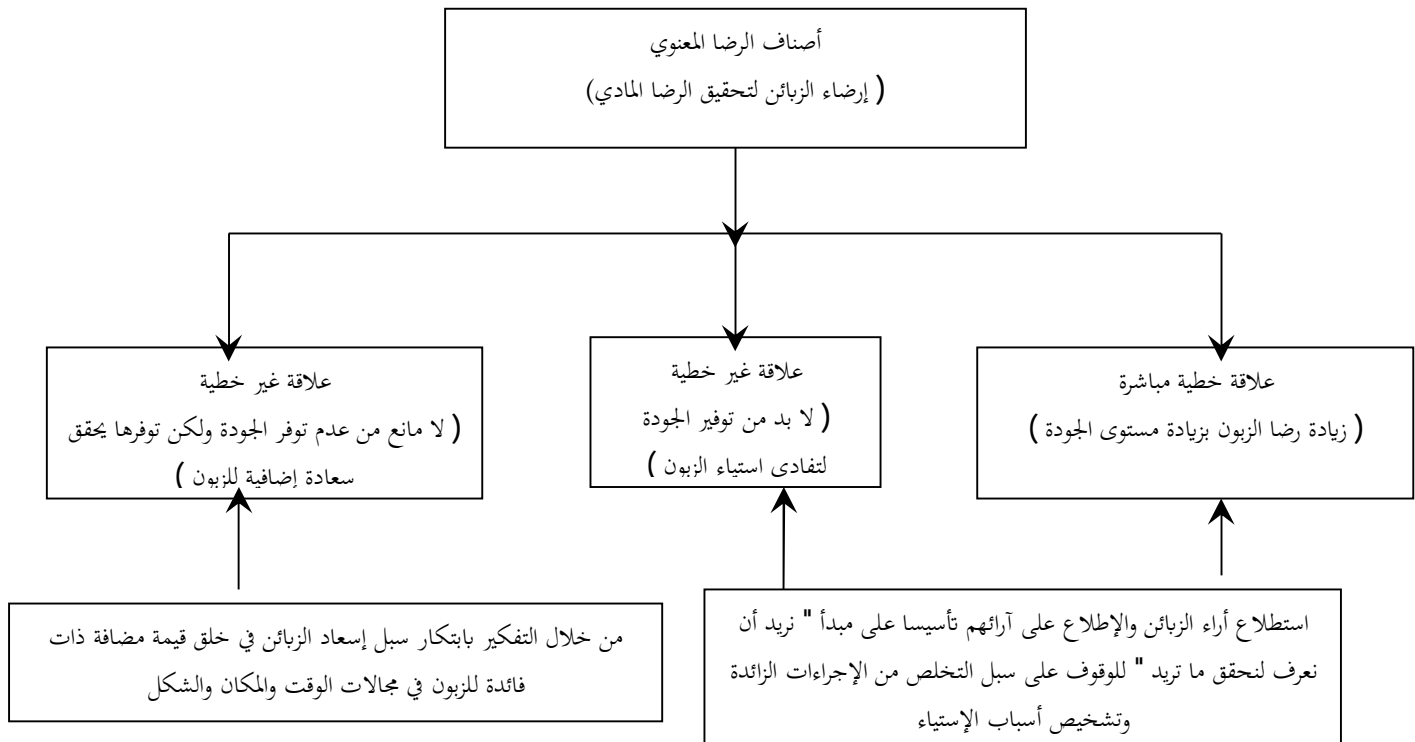 أصناف الرضا المعنوي
( إرضاء الزبائن لتحقيق الرضا المادي)
علاقة خطية مباشرة
( زيادة رضا الزبون بزيادة مستوى الجودة )
علاقة غير خطية
( لا بد من توفير الجودة
لتفادى استياء الزبون )
علاقة غير خطية
( لا مانع من عدم توفر الجودة ولكن توفرها يحقق
سعادة إضافية للزبون )
استطلاع أراء الزبائن والإطلاع على آرائهم تأسيسا على مبدأ " نريد أن
نعرف لنحقق ما تريد " للوقوف على سبل التخلص من الإجراءات الزائدة
وتشخيص أسباب الإستياء
من خلال التفكير بابتكار سبل إسعاد الزبائن في خلق قيمة مضافة ذات
فائدة للزبون في مجالات الوقت والمكان والشكل